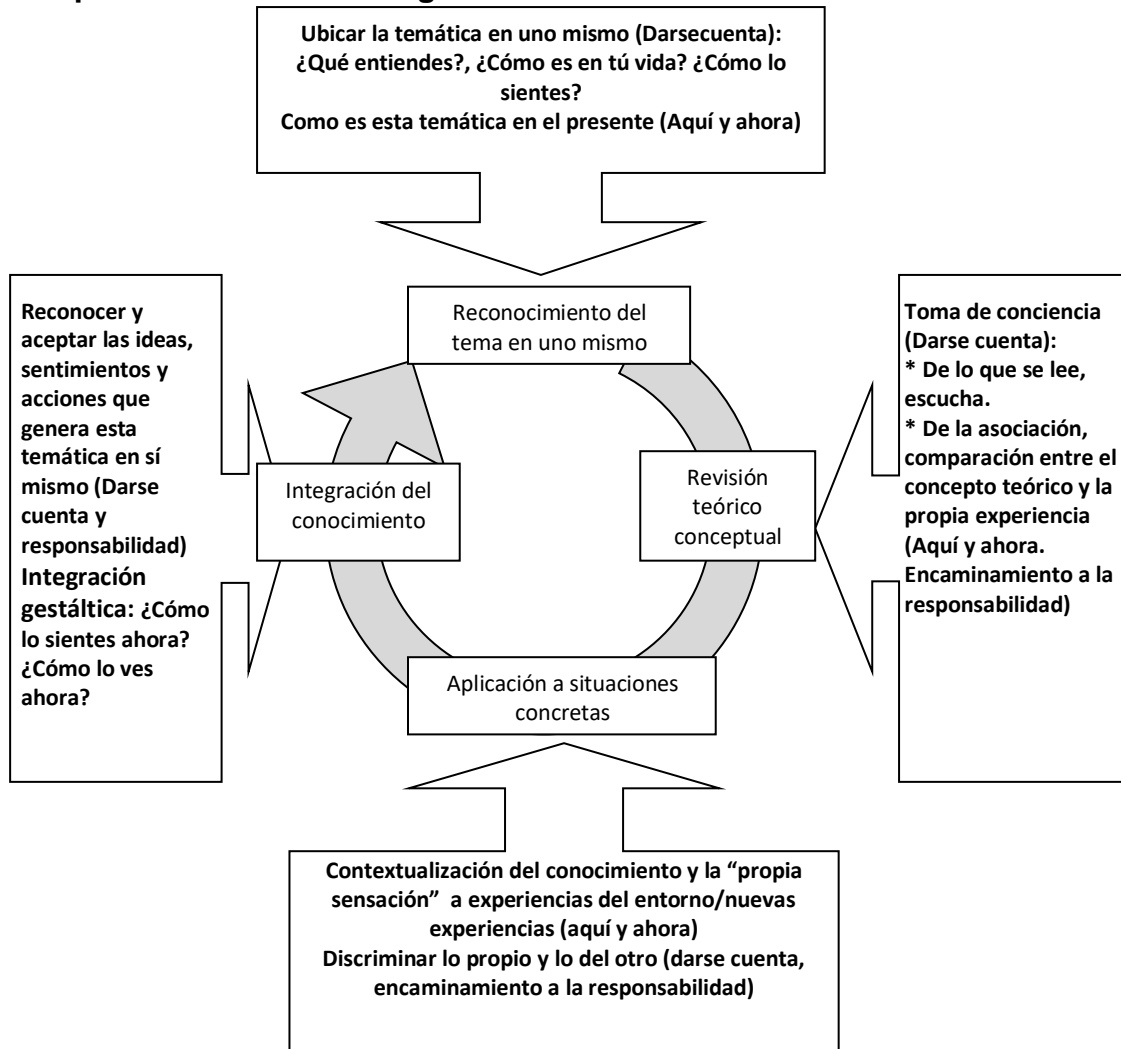 Ubicar la temática en uno mismo (Darsecuenta):
¿Qué entiendes?, ¿Cómo es en tú vida? ¿Cómo lo
sientes?
Como es esta temática en el presente (Aquí y ahora)
Reconocimiento del
tema en uno mismo
Reconocer y
aceptar las ideas,
sentimientos y
acciones que
genera esta
temática en sí
mismo (Darse
cuenta y
responsabilidad)
Integración
gestáltica: ¿Cómo
lo sientes ahora?
¿Cómo lo ves
ahora?
Integración del
conocimiento
Revisión
teórico
conceptual
Toma de conciencia
(Darse cuenta):
* De lo que se lee,
escucha.
* De la asociación,
comparación entre el
concepto teórico y la
propia experiencia
(Aquí y ahora.
Encaminamiento a la
responsabilidad)
Aplicación a situaciones
concretas
Contextualización del conocimiento y la “propia
sensación” a experiencias del entorno/nuevas
experiencias (aquí y ahora)
Discriminar lo propio y lo del otro (darse cuenta,
encaminamiento a la responsabilidad)